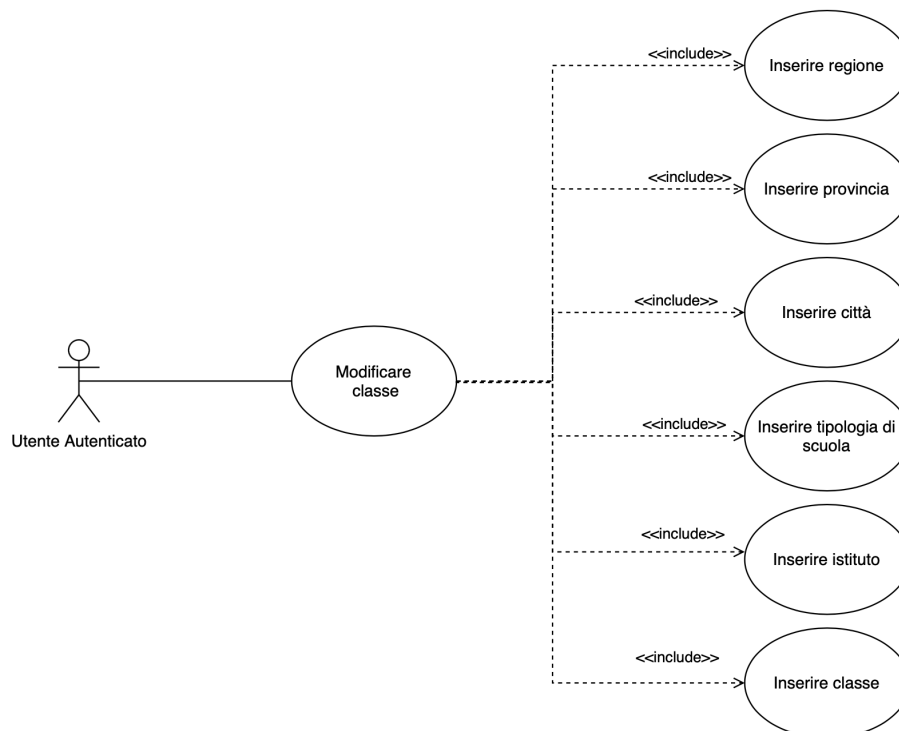 <<include>>
Inserire regione
<<include>>
Inserire provincia
<<include>>
Inserire città
Modificare
classe
Utente Autenticato
<<include>>
Inserire tipologia di
scuola
<<include>>
Inserire istituto
<<include>>
Inserire classe